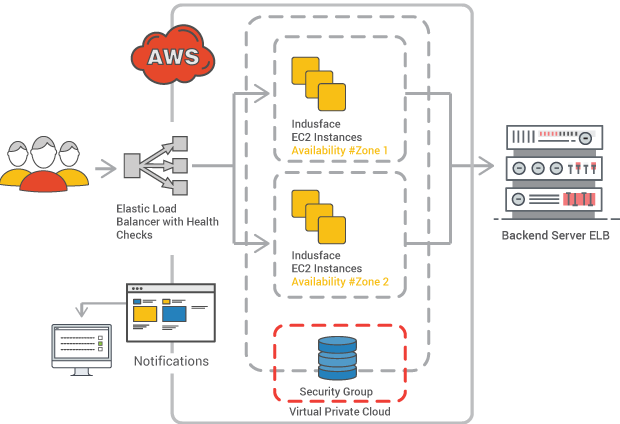 AWS
Indusface
EC2 Instances
Availability #Zone 1
Elastic Load
Balancer with Health
Checks
Indusface
EC2 Instances
Availability #Zone 2
Backend Server ELB
Notifications
Security Group
Virtual Private Cloud